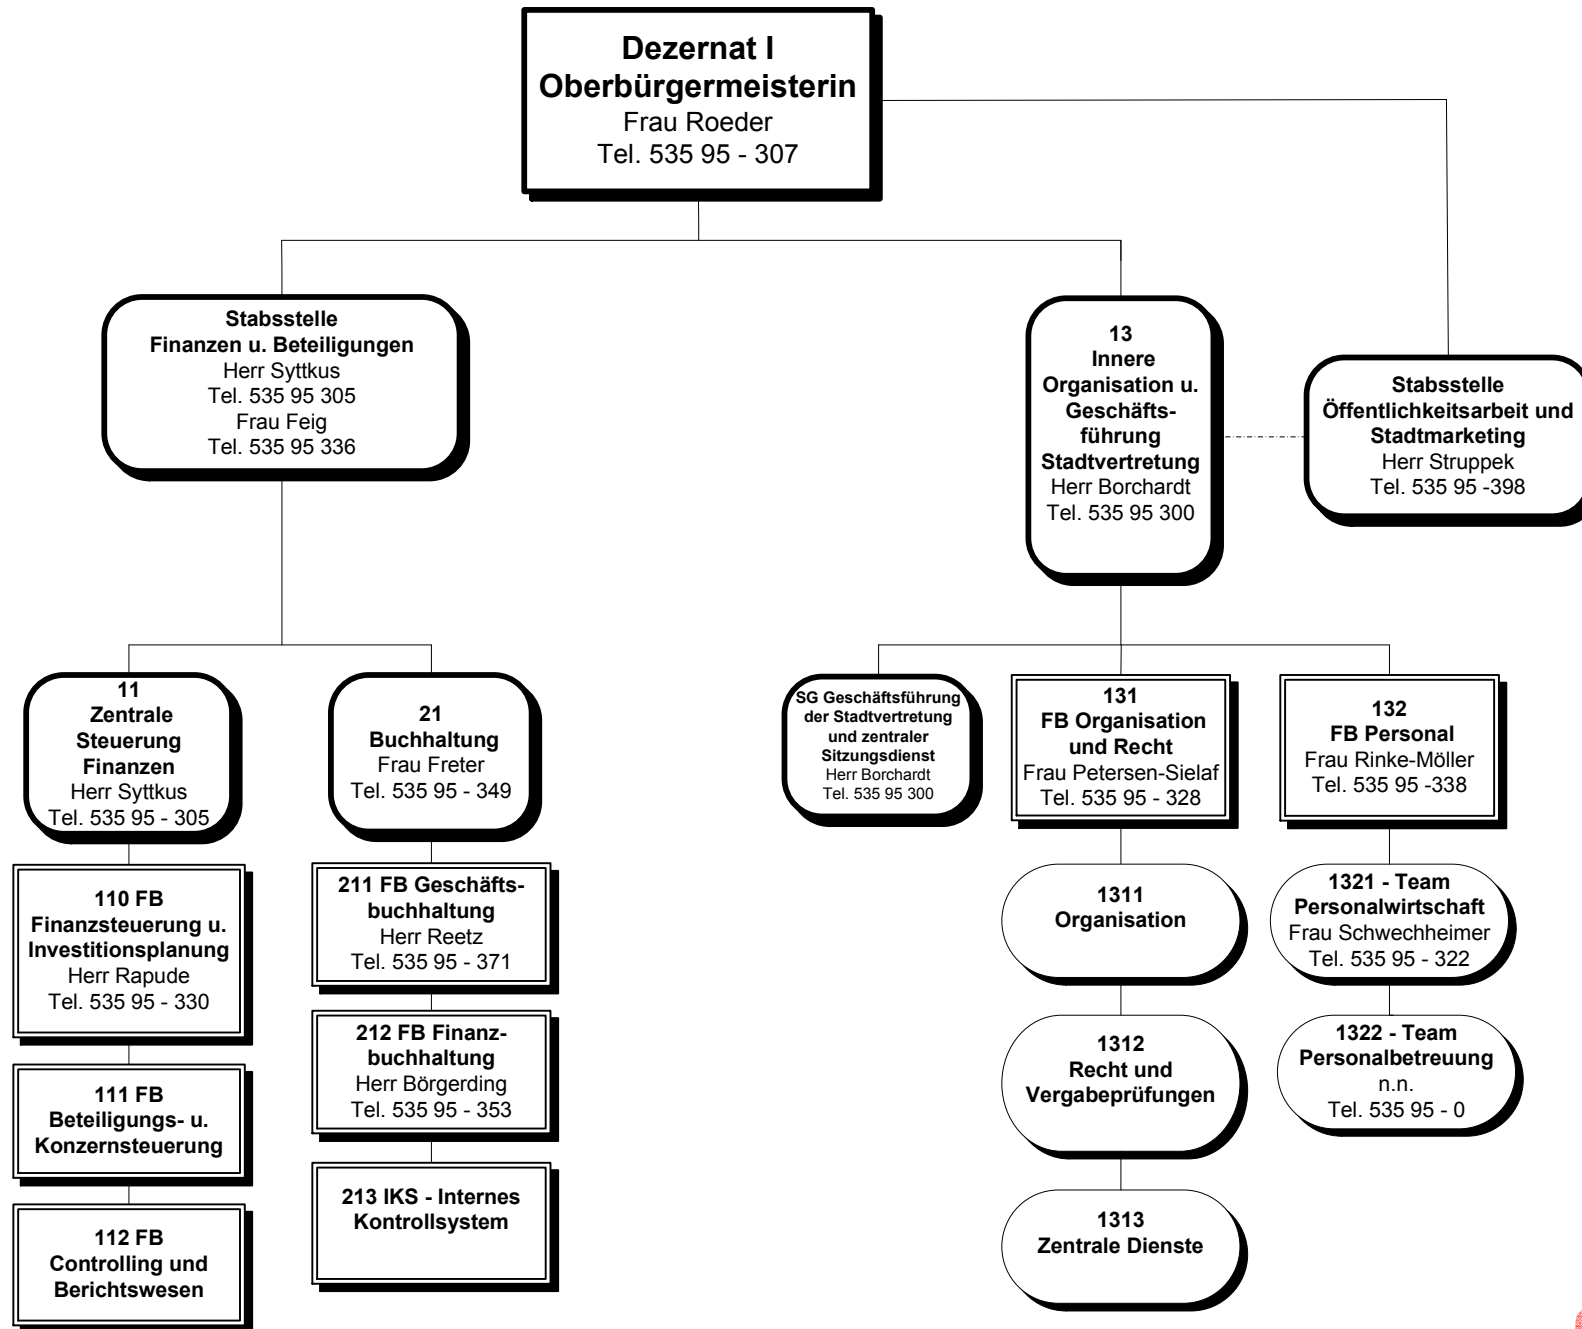 Dezernat I
Oberbürgermeisterin
Frau Roeder
Tel. 535 95 - 307
Stabsstelle
Finanzen u. Beteiligungen
Herr Syttkus
Tel. 535 95 305
Frau Feig
Tel. 535 95 336
13
Innere
Organisation u.
Geschäfts-
führung
Stadtvertretung
Herr Borchardt
Tel. 535 95 300
Stabsstelle
Öffentlichkeitsarbeit und
Stadtmarketing
Herr Struppek
Tel. 535 95 -398
11
Zentrale
Steuerung
Finanzen
Herr Syttkus
Tel. 535 95 - 305
21
Buchhaltung
Frau Freter
Tel. 535 95 - 349
SG Geschäftsführung
der Stadtvertretung
und zentraler
Sitzungsdienst
Herr Borchardt
Tel. 535 95 300
131
FB Organisation
und Recht
Frau Petersen-Sielaf
Tel. 535 95 - 328
132
FB Personal
Frau Rinke-Möller
Tel. 535 95 -338
110 FB
Finanzsteuerung u.
Investitionsplanung
Herr Rapude
Tel. 535 95 - 330
211 FB Geschäfts-
buchhaltung
Herr Reetz
Tel. 535 95 - 371
1311
Organisation
1321 - Team
Personalwirtschaft
Frau Schwechheimer
Tel. 535 95 - 322
111 FB
Beteiligungs- u.
Konzernsteuerung
212 FB Finanz-
buchhaltung
Herr Börgerding
Tel. 535 95 - 353
1312
Recht und
Vergabeprüfungen
1322 - Team
Personalbetreuung
n.n.
Tel. 535 95 - 0
112 FB
Controlling und
Berichtswesen
213 IKS - Internes
Kontrollsystem
1313
Zentrale Dienste